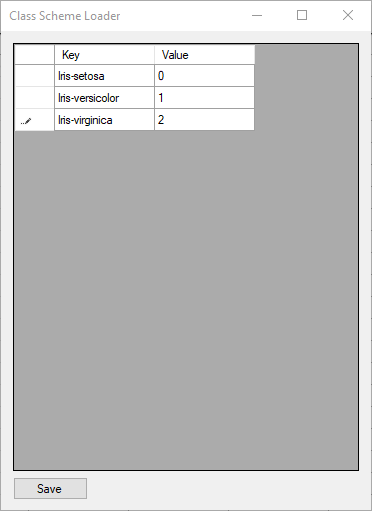 Class Scheme Loader
Key Value
Iris-setosa 0
Iris-versicolor 1
Iris-virginica 2
Save